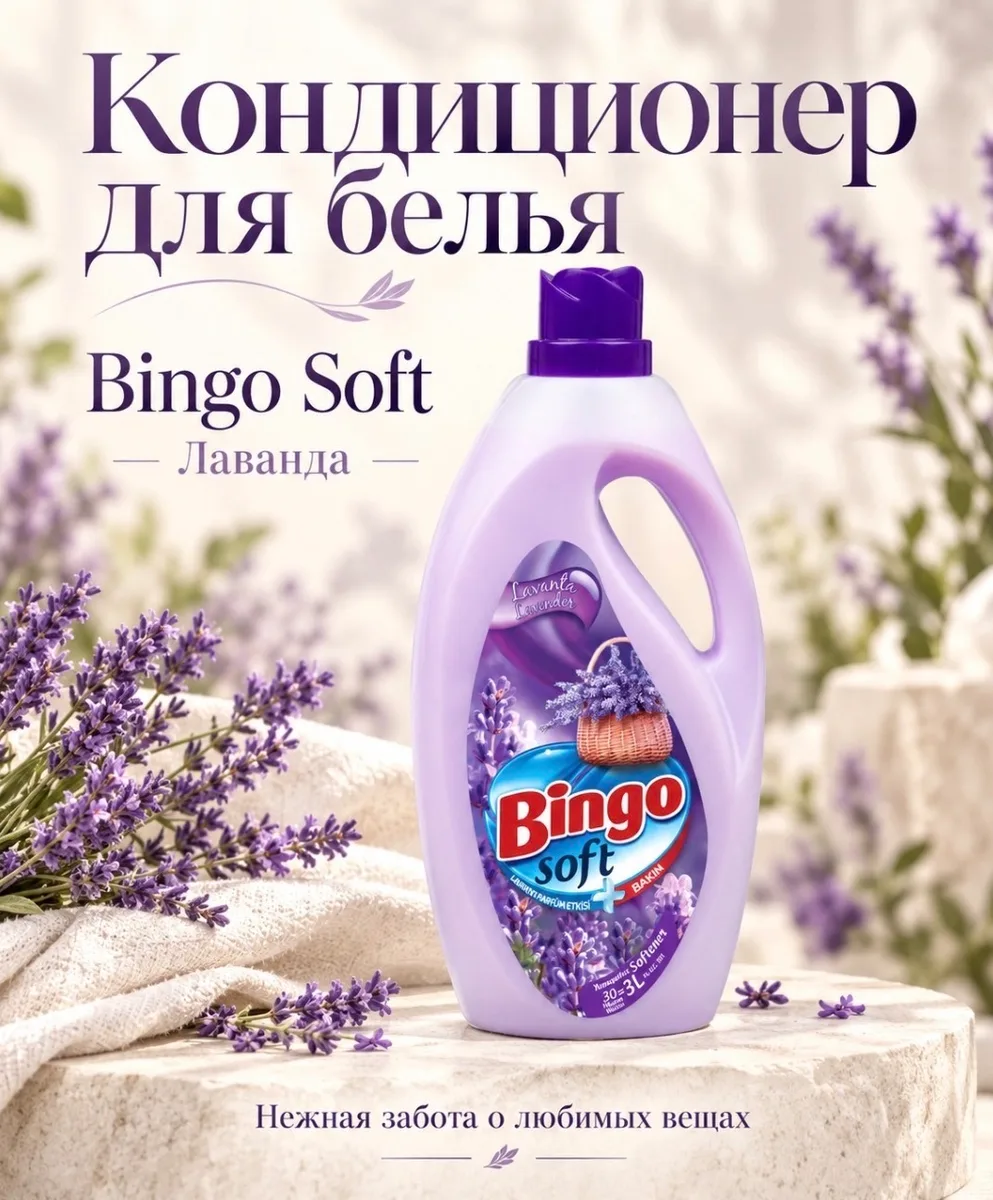 Кондиционер
для белья
Bingo Soft
Лаванда
Lavanta
Lavender
Bingo
soft
BAKIM
Softener
30= 3L
Нежная забота о любимых вещах